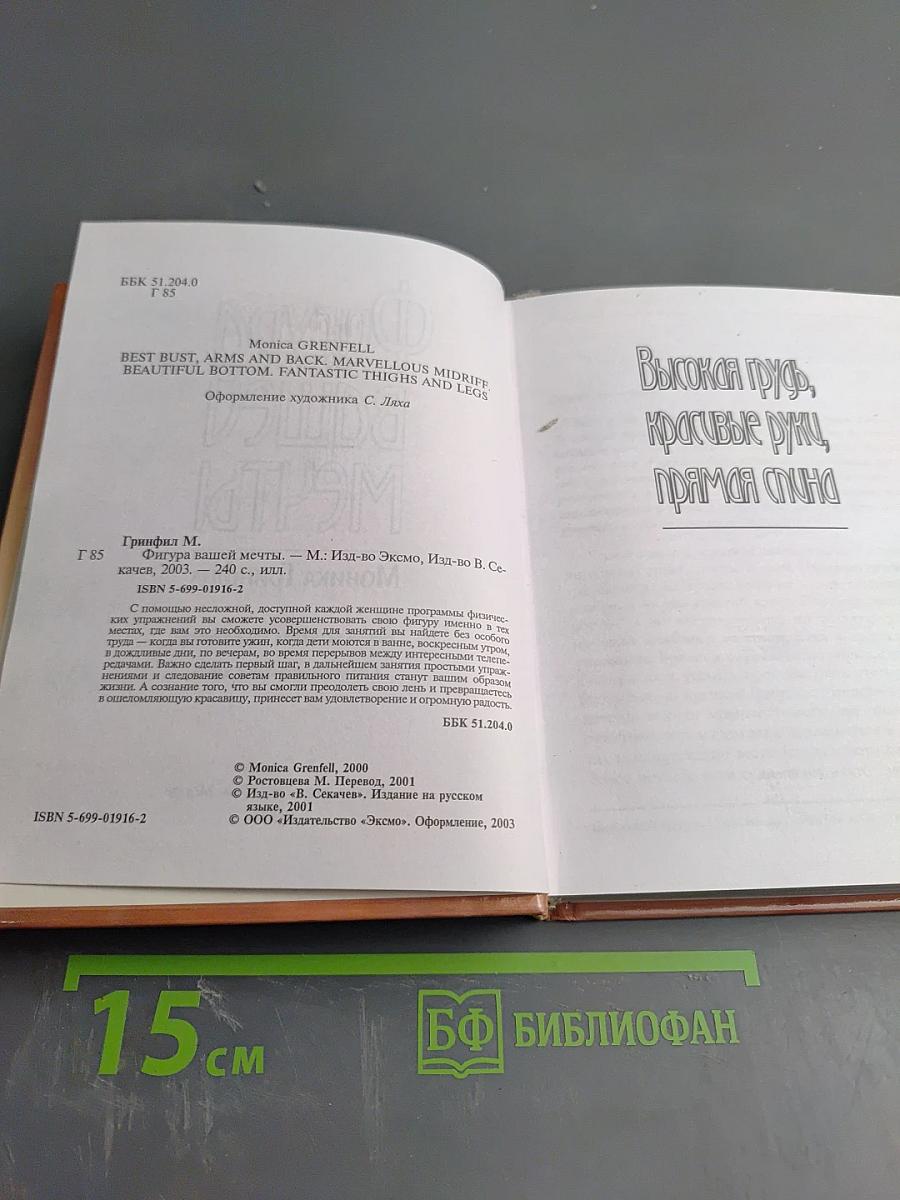 ББК 51.204.0
Г 85
Monica GRENFELL
BEST BUST, ARMS AND BACK. MARVELLOUS MIDRIFF.
BEAUTIFUL BOTTOM. FANTASTIC THIGHS AND LEGS
Оформление художника С. Ляха
Гринфил М.
Г 85 Фигура вашей мечты. — М.: Изд-во Эксмо, Изд-во В. Се-
качев, 2003. — 240 с., илл.
ISBN 5-699-01916-2
С помощью несложной, доступной каждой женщине программы физичес-
ких упражнений вы сможете усовершенствовать свою фигуру именно в тех
местах, где вам это необходимо. Время для занятий вы найдете без особого
труда — когда вы готовите ужин, когда дети моются в ванне, воскресным утром,
в дождливые дни, по вечерам, во время перерывов между интересными телепе-
редачами. Важно сделать первый шаг, в дальнейшем занятия простыми упраж-
нениями и следование советам правильного питания станут вашим образом
жизни. А сознание того, что вы смогли преодолеть свою лень и превращаетесь
в ошеломляющую красавицу, принесет вам удовлетворение и огромную радость.
ББК 51.204.0
© Monica Grenfell, 2000
© Ростовцева М. Перевод, 2001
© Изд-во «В. Секачев». Издание на русском
языке, 2001
ISBN 5-699-01916-2 © ООО «Издательство «Эксмо». Оформление, 2003
Высокая грудь,
красивые руки,
прямая спина
15 см
БФ БИБЛИОФАН